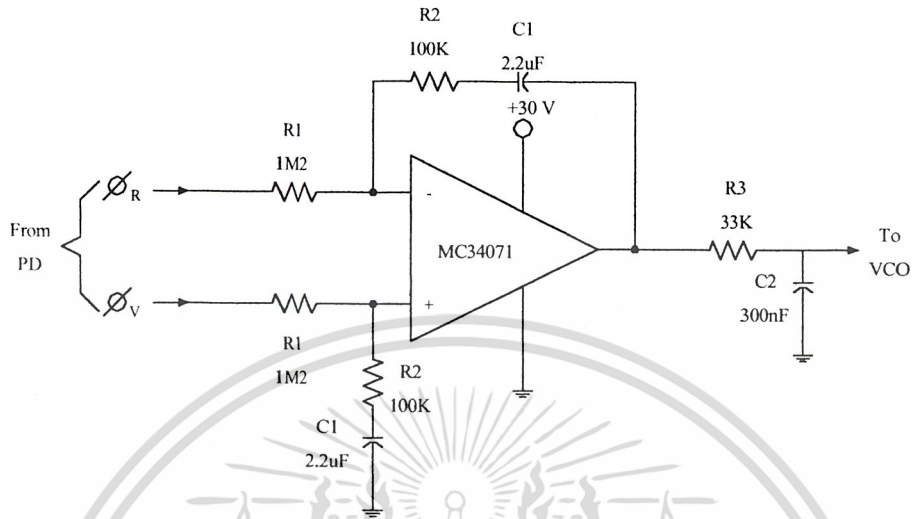 R2
100K
C1
2.2uF
+30 V
R1
1M2
R3
33K
From
PD
ØR
-
MC34071
To
VCO
ØV
+
C2
300nF
R1
1M2
R2
100K
C1
2.2uF